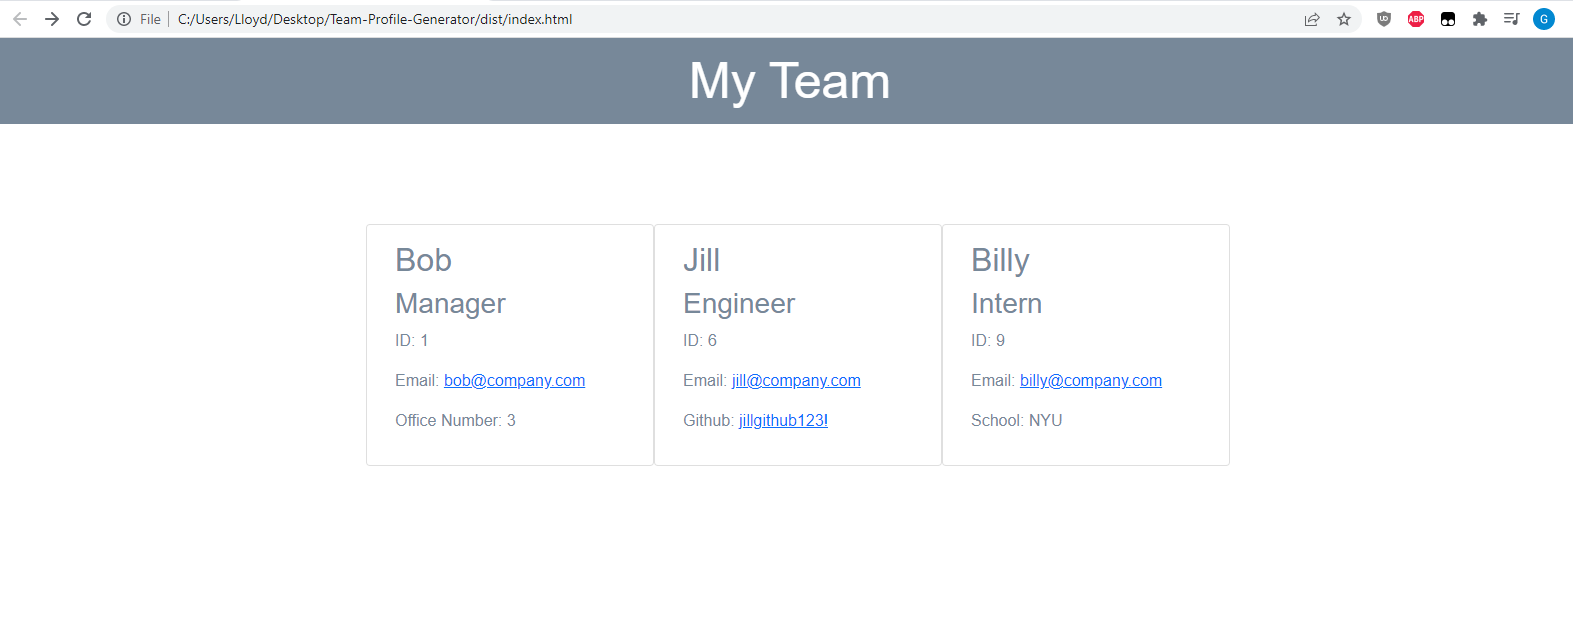 File C:/Users/Lloyd/Desktop/Team-Profile-Generator/dist/index.html
UD
ABP
G
My Team
Bob
Manager
ID: 1
Email: bob@company.com
Office Number: 3
Jill
Engineer
ID: 6
Email: jill@company.com
Github: jillgithub123!
Billy
Intern
ID: 9
Email: billy@company.com
School: NYU